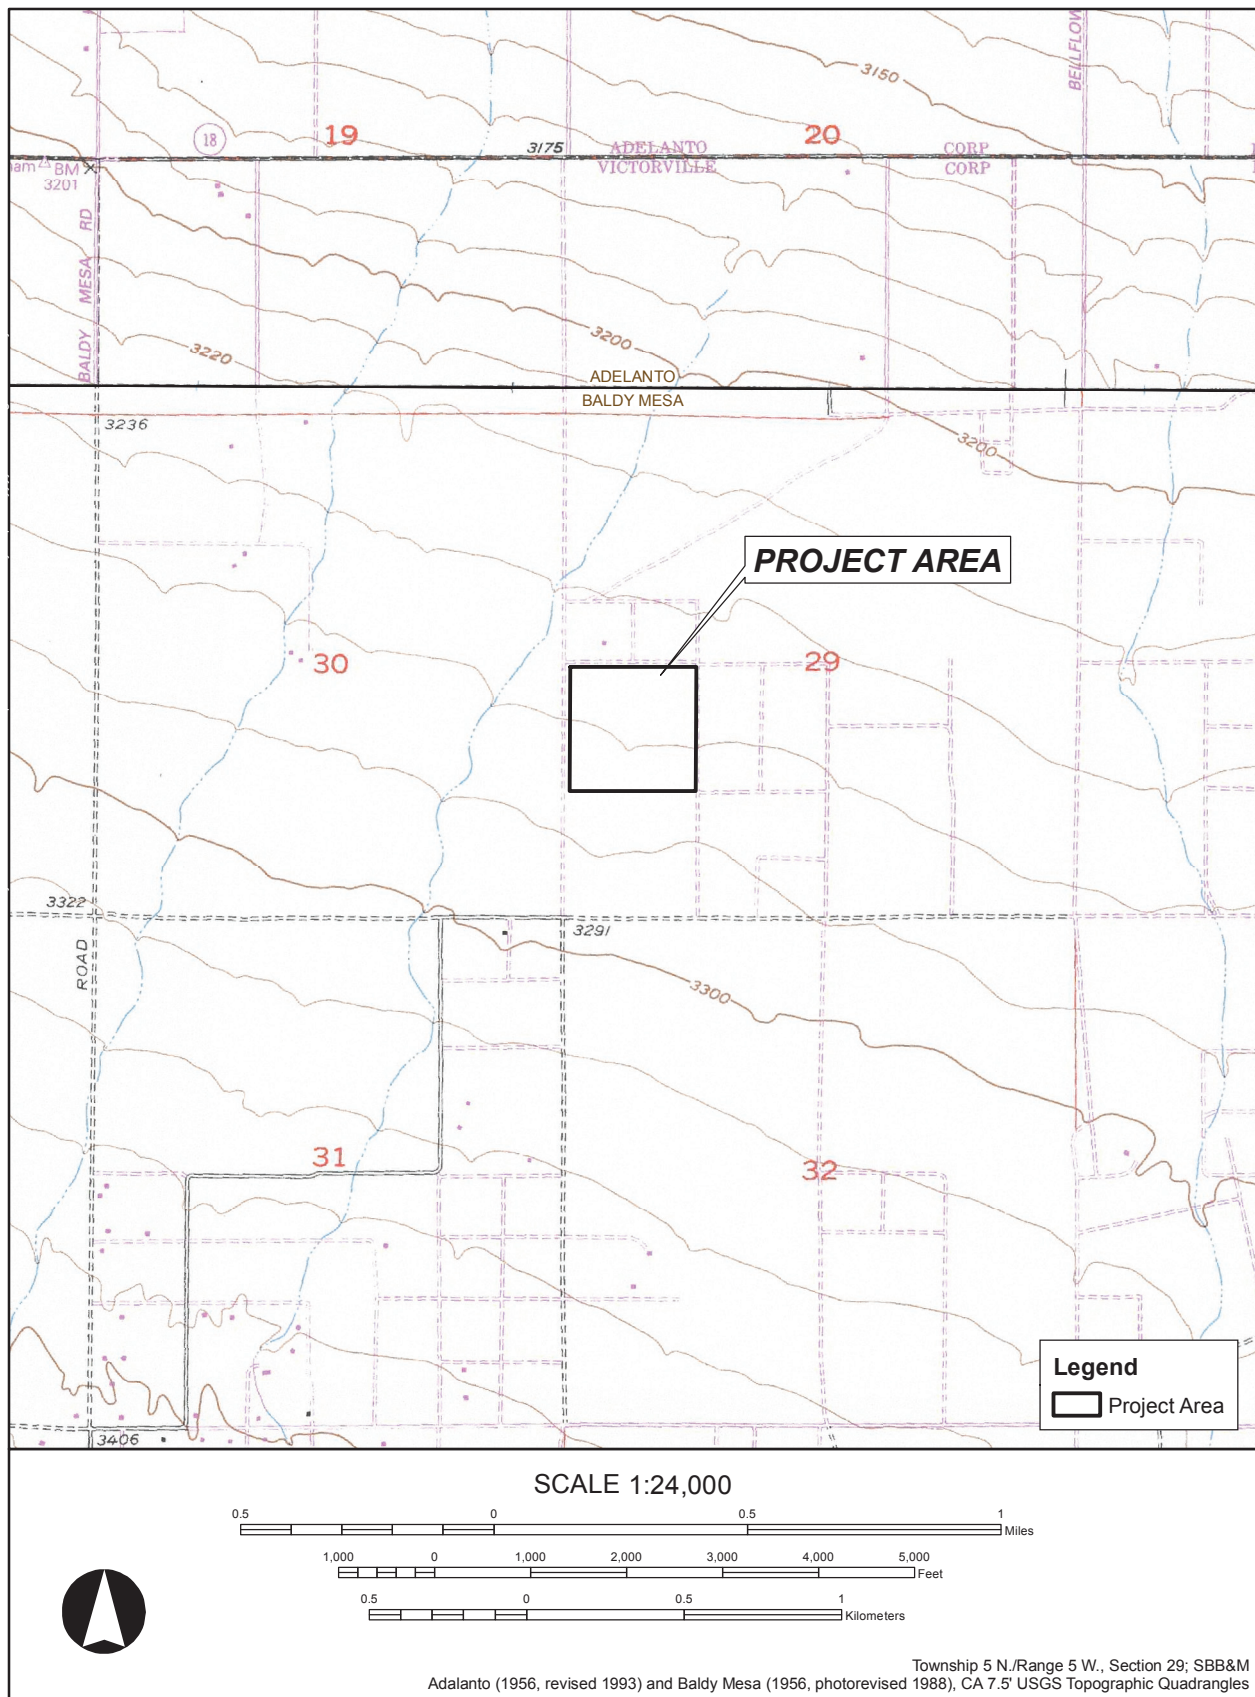 BELLFLOW
3150
18
19
20
3175
ADELANTO
CORP
VICTORVILLE
CORP
ham
BM
3201
BALDY MESA RD
3200
3220
ADELANTO
BALDY MESA
3236
3200
PROJECT AREA
30
29
3322
3291
ROAD
3300
31
32
3406
Legend
Project Area
SCALE 1:24,000
0.5 0 0.5 1
Miles
1,000 0 1,000 2,000 3,000 4,000 5,000
Feet
0.5 0 0.5 1
Kilometers
Township 5 N./Range 5 W., Section 29; SBB&M
Adalanto (1956, revised 1993) and Baldy Mesa (1956, photorevised 1988), CA 7.5' USGS Topographic Quadrangles